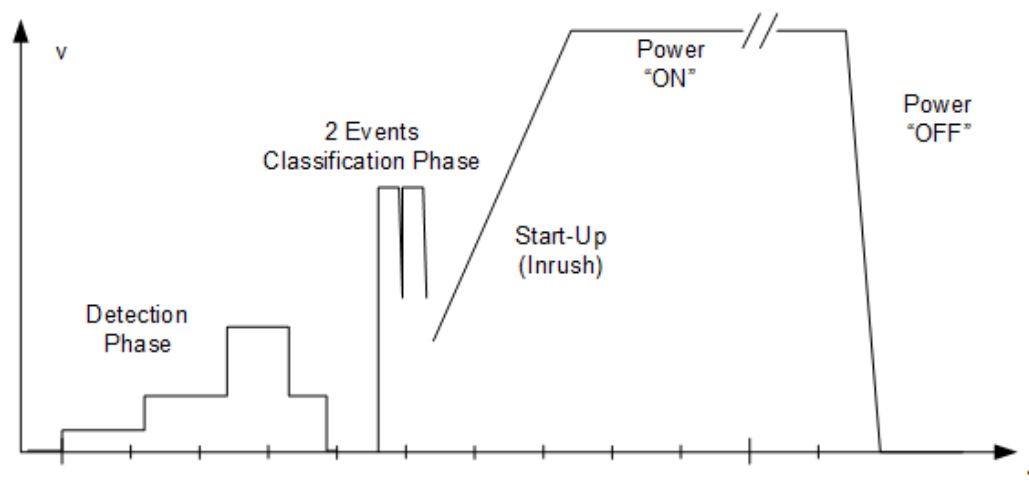 v
Power
“ON”
Power
“OFF”
2 Events
Classification Phase
Start-Up
(Inrush)
Detection
Phase